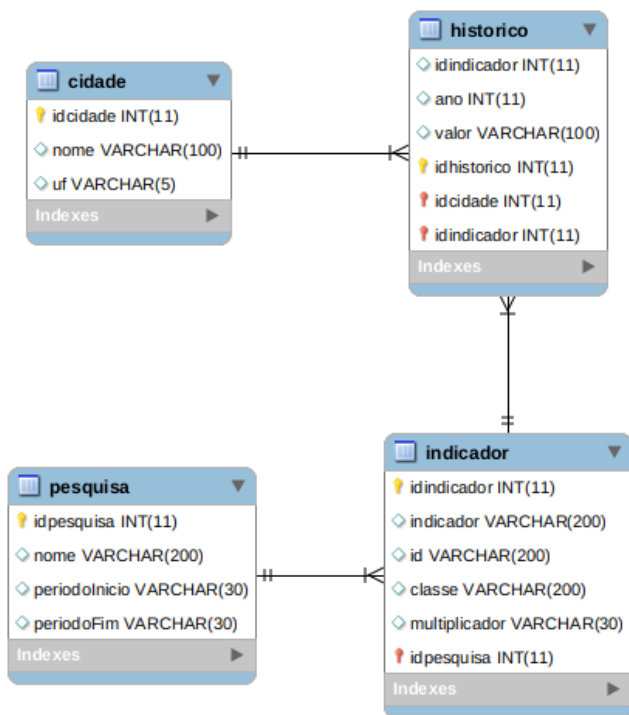 historico
idindicador INT(11)
ano INT(11)
valor VARCHAR(100)
idhistorico INT(11)
idcidade INT(11)
idindicador INT(11)
Indexes
cidade
idcidade INT(11)
nome VARCHAR(100)
uf VARCHAR(5)
Indexes
indicador
idindicador INT(11)
indicador VARCHAR(200)
id VARCHAR(200)
classe VARCHAR(200)
multiplicador VARCHAR(30)
idpesquisa INT(11)
Indexes
pesquisa
idpesquisa INT(11)
nome VARCHAR(200)
periodoInicio VARCHAR(30)
periodoFim VARCHAR(30)
Indexes